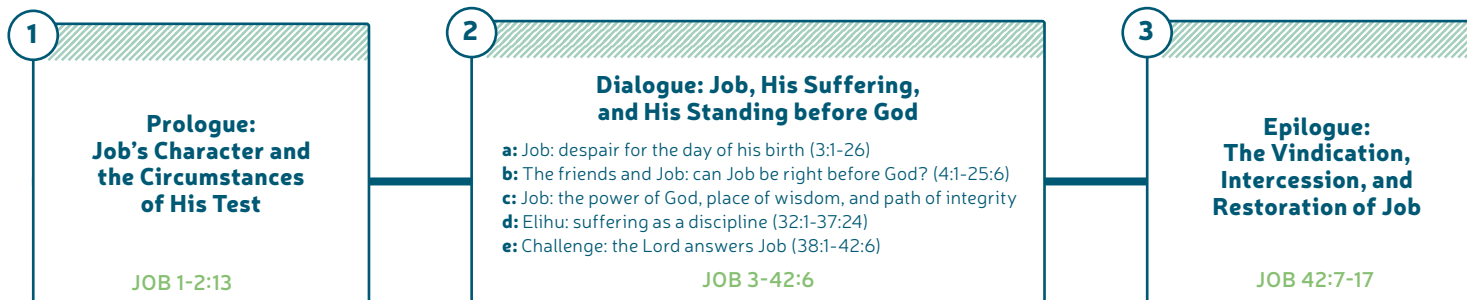 1
Prologue:
Job's Character and
the Circumstances
of His Test
JOB 1-2:13
2
Dialogue: Job, His Suffering,
and His Standing before God
a: Job: despair for the day of his birth (3:1-26)
b: The friends and Job: can Job be right before God? (4:1-25:6)
c: Job: the power of God, place of wisdom, and path of integrity
d: Elihu: suffering as a discipline (32:1-37:24)
e: Challenge: the Lord answers Job (38:1-42:6)
JOB 3-42:6
3
Epilogue:
The Vindication,
Intercession, and
Restoration of Job
JOB 42:7-17